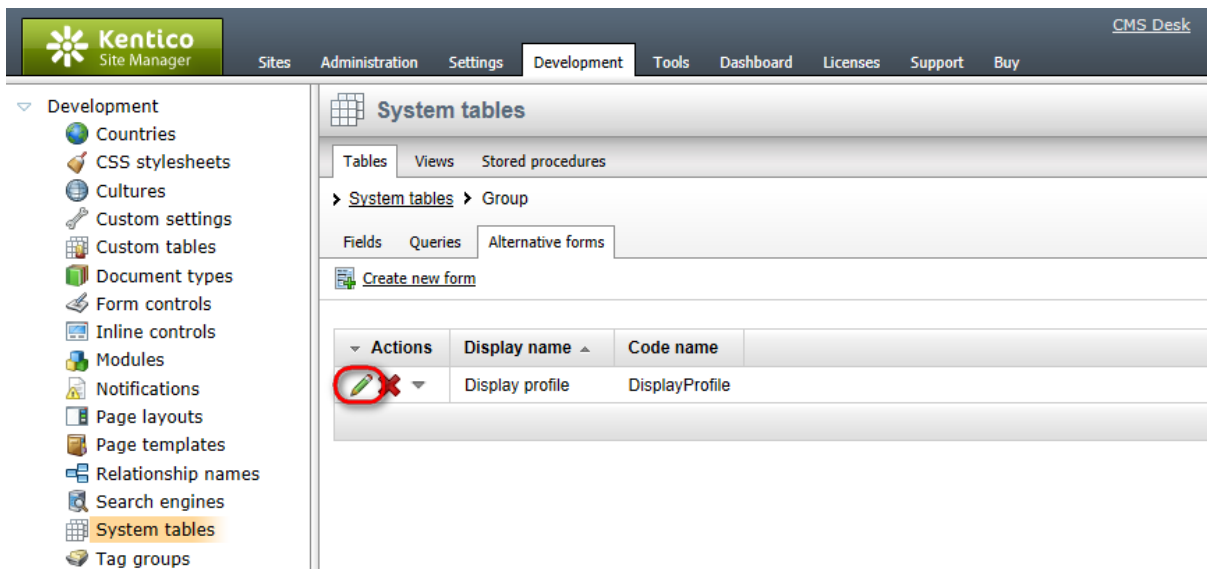 CMS Desk
Kentico
Site Manager
Sites Administration Settings Development Tools Dashboard Licenses Support Buy
Development
Countries
CSS stylesheets
Cultures
Custom settings
Custom tables
Document types
Form controls
Inline controls
Modules
Notifications
Page layouts
Page templates
Relationship names
Search engines
System tables
Tag groups
System tables
Tables Views Stored procedures
System tables > Group
Fields Queries Alternative forms
Create new form
Actions Display name Code name
Display profile DisplayProfile